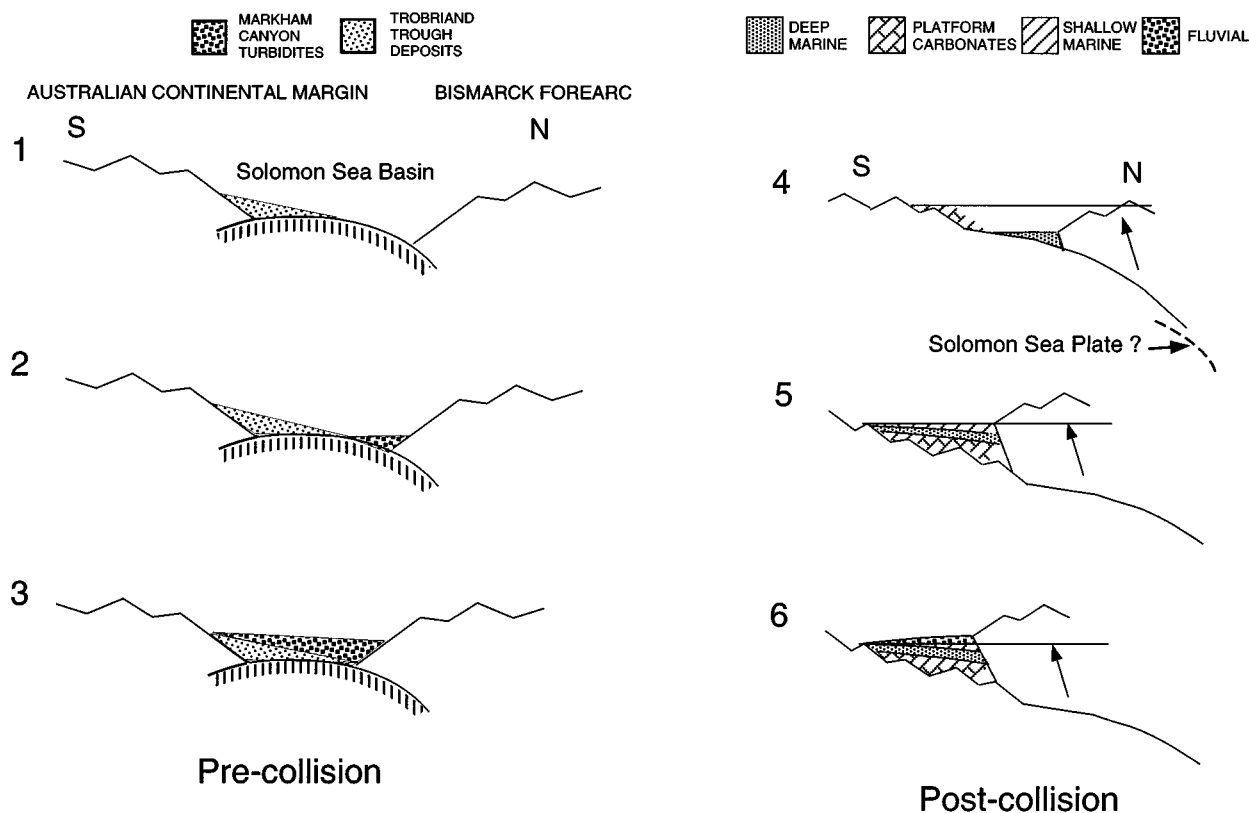 MARKHAM
CANYON
TURBIDITES
TROBRIAND
TROUGH
DEPOSITS
DEEP
MARINE
PLATFORM
CARBONATES
SHALLOW
MARINE
FLUVIAL
AUSTRALIAN CONTINENTAL MARGIN
BISMARCK FOREARC
S
N
1
Solomon Sea Basin
2
3
Pre-collision
4
S
N
Solomon Sea Plate ?
5
6
Post-collision